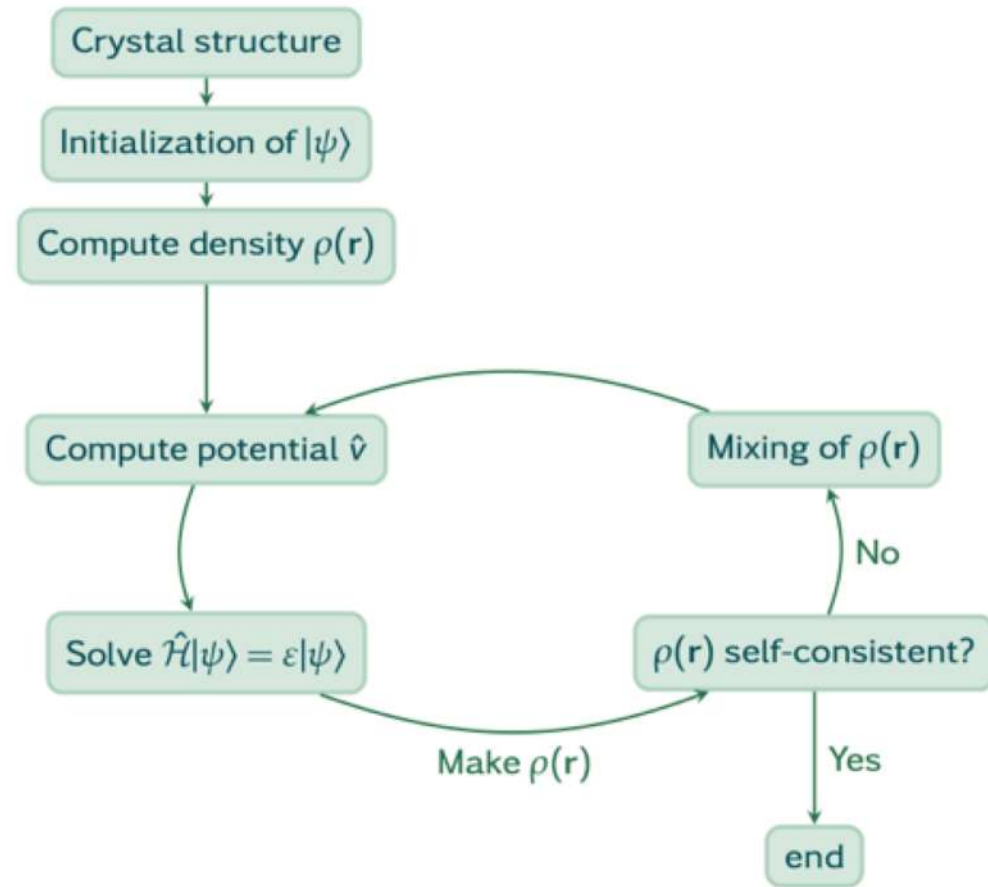 Crystal structure
Initialization of |ψ⟩
Compute density ρ(r)
Compute potential v̂
Mixing of ρ(r)
No
Solve Ĥ|ψ⟩ = ε|ψ⟩
ρ(r) self-consistent?
Make ρ(r)
Yes
end